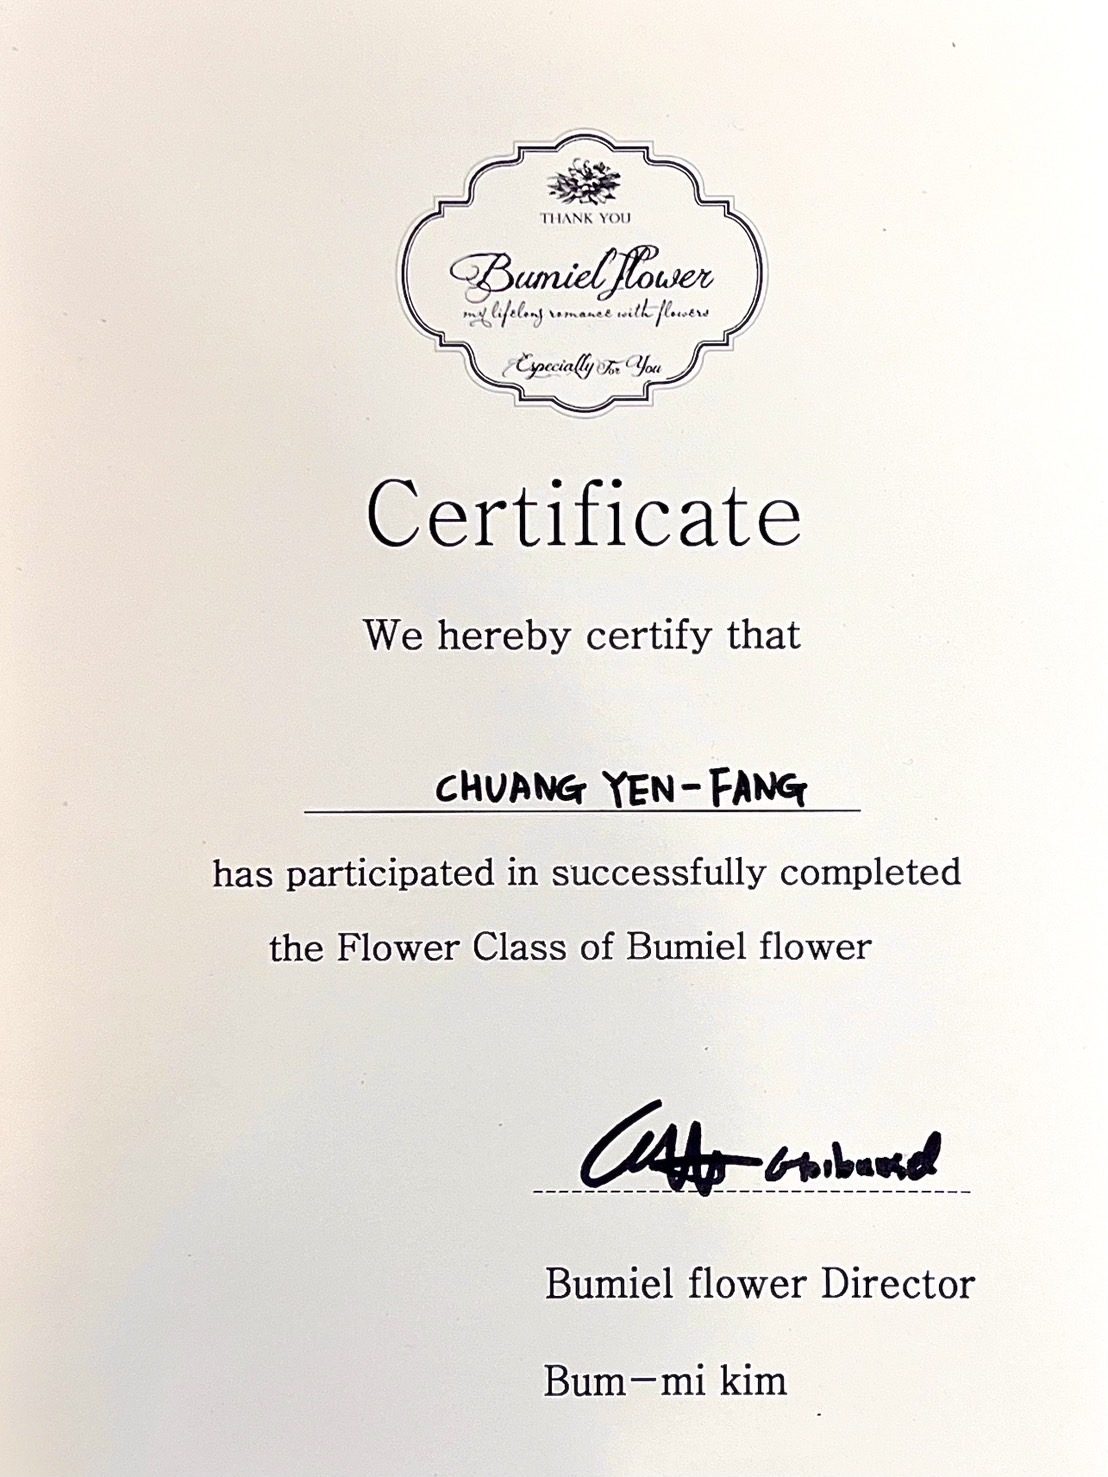 THANK YOU
Bumiel flower
my lifelong romance with flowers
Especially For You
Certificate
We hereby certify that
CHUANG YEN-FANG
has participated in successfully completed
the Flower Class of Bumiel flower
Bumiel flower Director
Bum-mi kim